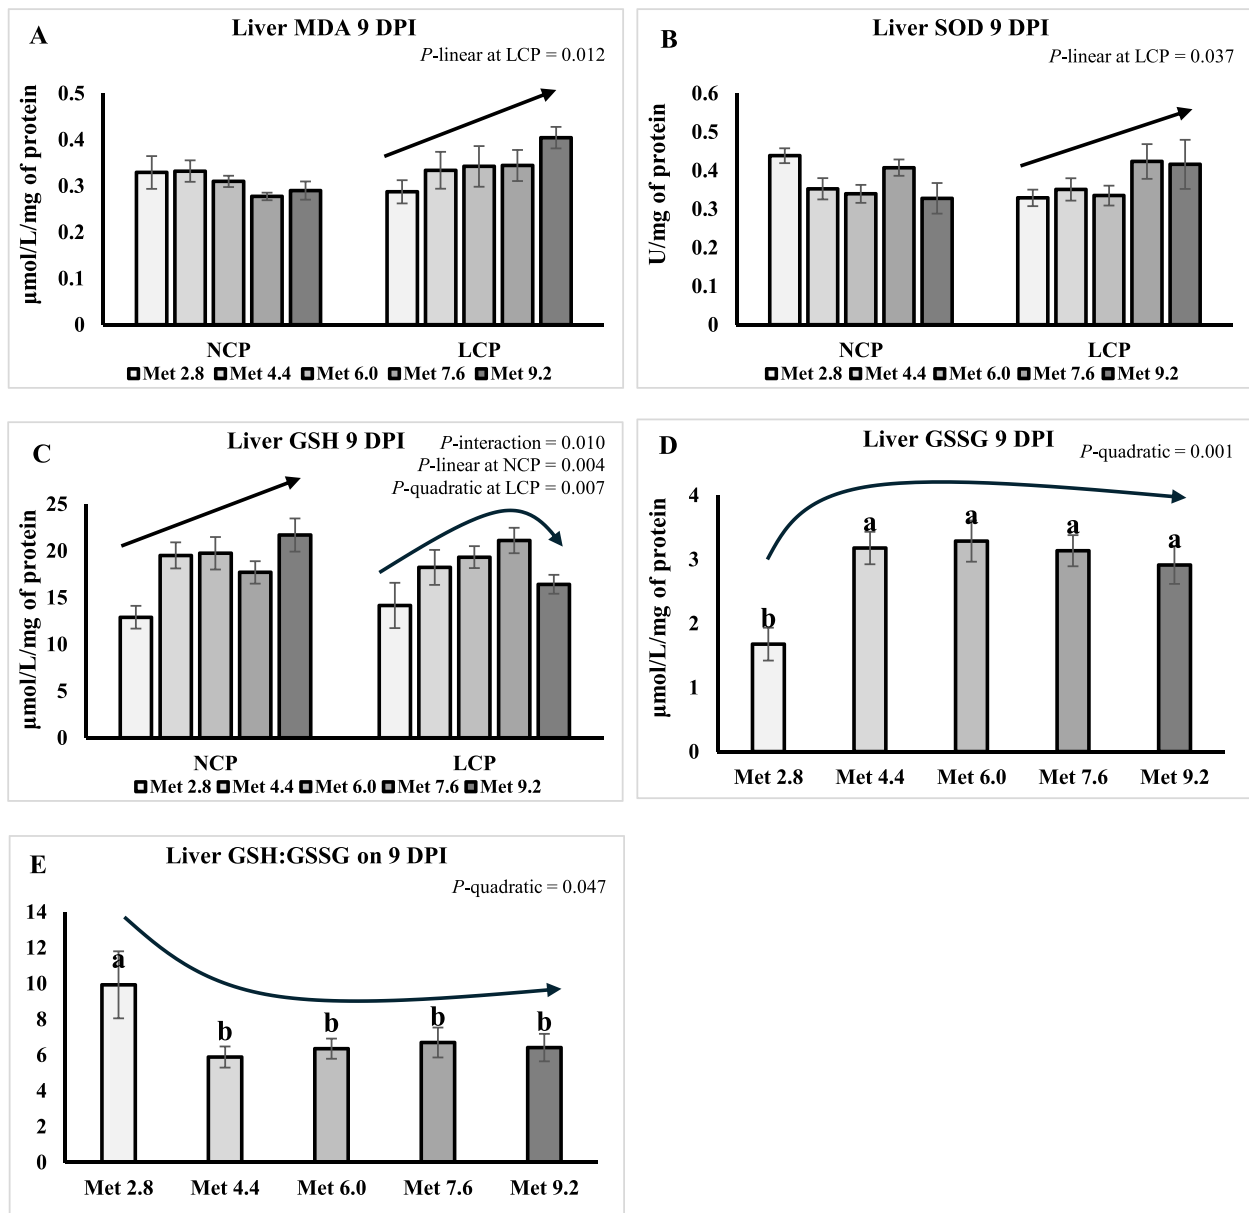 A
Liver MDA 9 DPI
P-linear at LCP = 0.012
µmol/L/mg of protein
0.5
0.4
0.3
0.2
0.1
0
NCP
LCP
Met 2.8 Met 4.4 Met 6.0 Met 7.6 Met 9.2
B
Liver SOD 9 DPI
P-linear at LCP = 0.037
U/mg of protein
0.6
0.5
0.4
0.3
0.2
0.1
0
NCP
LCP
Met 2.8 Met 4.4 Met 6.0 Met 7.6 Met 9.2
C
Liver GSH 9 DPI
P-interaction = 0.010
P-linear at NCP = 0.004
P-quadratic at LCP = 0.007
µmol/L/mg of protein
25
20
15
10
5
0
NCP
LCP
Met 2.8 Met 4.4 Met 6.0 Met 7.6 Met 9.2
D
Liver GSSG 9 DPI
P-quadratic = 0.001
µmol/L/mg of protein
4
3
2
1
0
b
a
a
a
a
Met 2.8 Met 4.4 Met 6.0 Met 7.6 Met 9.2
E
Liver GSH:GSSG on 9 DPI
P-quadratic = 0.047
14
12
10
8
6
4
2
0
a
b
b
b
b
Met 2.8 Met 4.4 Met 6.0 Met 7.6 Met 9.2